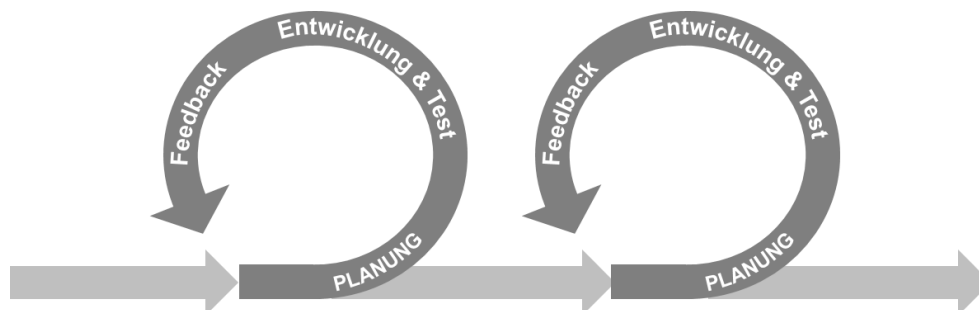 Entwicklung & Test
Feedback
PLANUNG
Entwicklung & Test
Feedback
PLANUNG